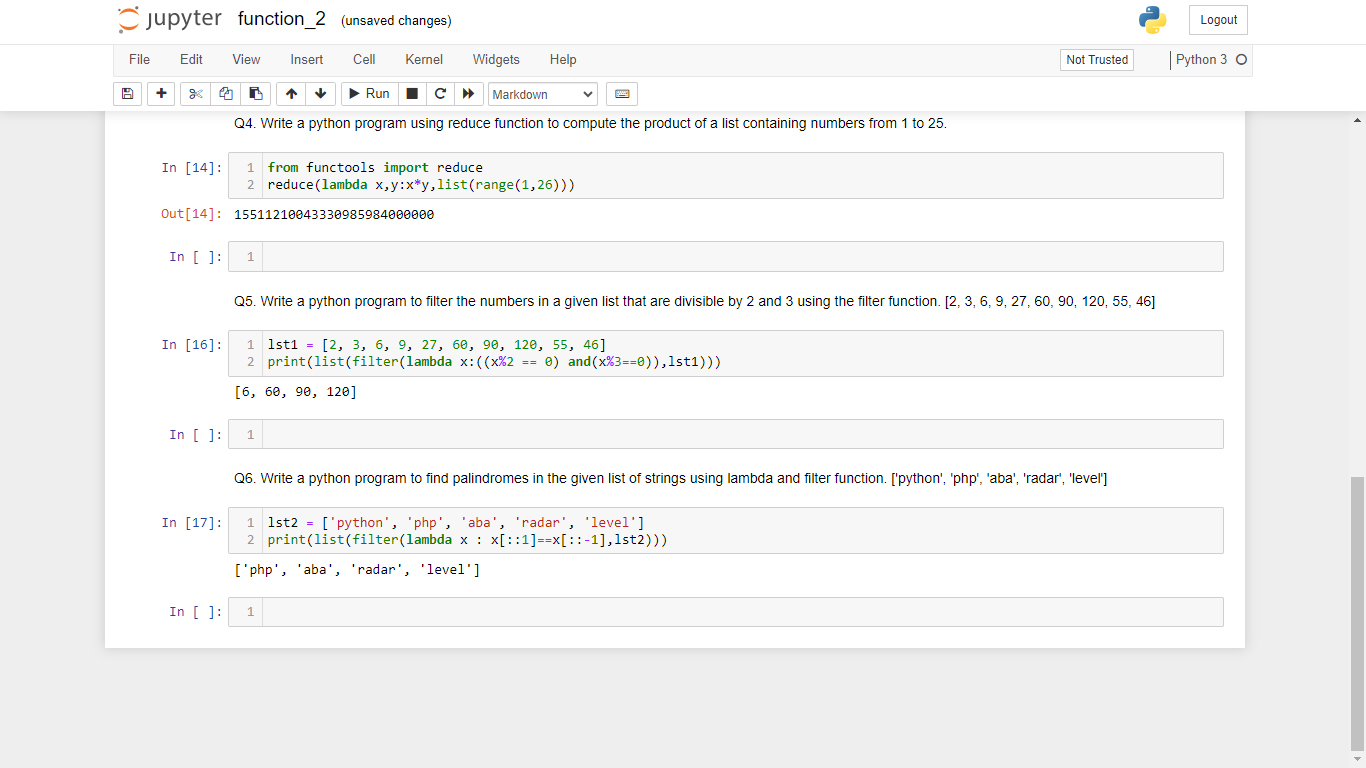 jupyter function_2 (unsaved changes) Logout
File Edit View Insert Cell Kernel Widgets Help Not Trusted Python 3
Run Markdown
Q4. Write a python program using reduce function to compute the product of a list containing numbers from 1 to 25.
In [14]: 1 from functools import reduce
2 reduce(lambda x,y:x*y,list(range(1,26)))
Out[14]: 15511210043330985984000000
In [ ]: 1
Q5. Write a python program to filter the numbers in a given list that are divisible by 2 and 3 using the filter function. [2, 3, 6, 9, 27, 60, 90, 120, 55, 46]
In [16]: 1 lst1 = [2, 3, 6, 9, 27, 60, 90, 120, 55, 46]
2 print(list(filter(lambda x:((x%2 == 0) and(x%3==0)),lst1)))
[6, 60, 90, 120]
In [ ]: 1
Q6. Write a python program to find palindromes in the given list of strings using lambda and filter function. ['python', 'php', 'aba', 'radar', 'level']
In [17]: 1 lst2 = ['python', 'php', 'aba', 'radar', 'level']
2 print(list(filter(lambda x : x[::1]==x[::-1],lst2)))
['php', 'aba', 'radar', 'level']
In [ ]: 1